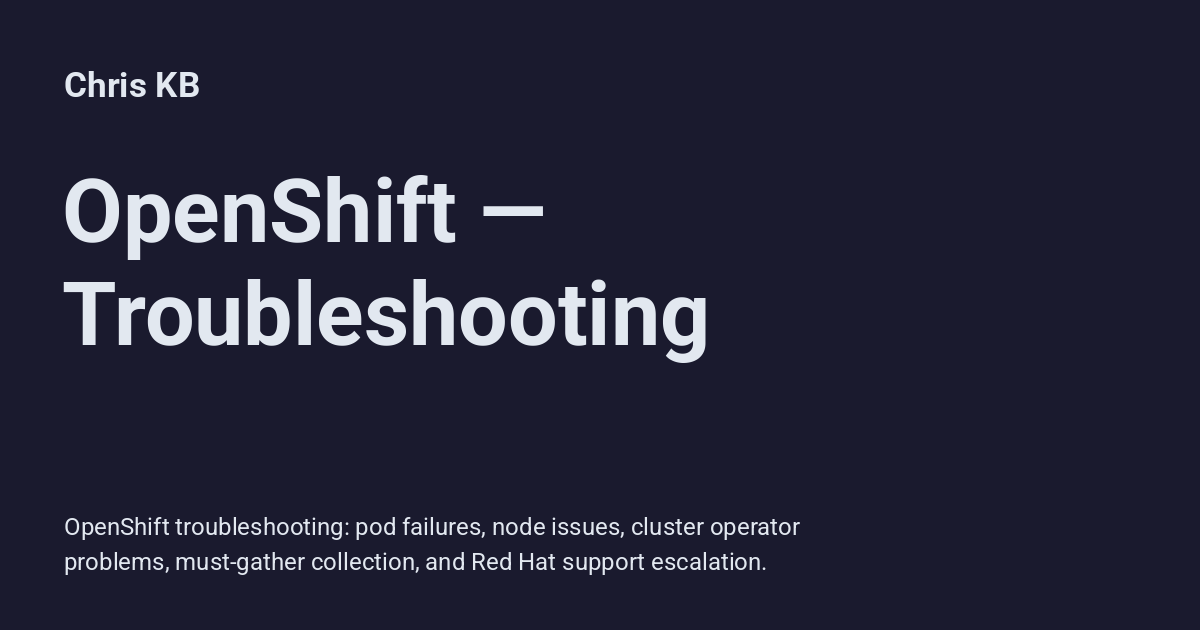 Chris KB
OpenShift —
Troubleshooting
OpenShift troubleshooting: pod failures, node issues, cluster operator
problems, must-gather collection, and Red Hat support escalation.